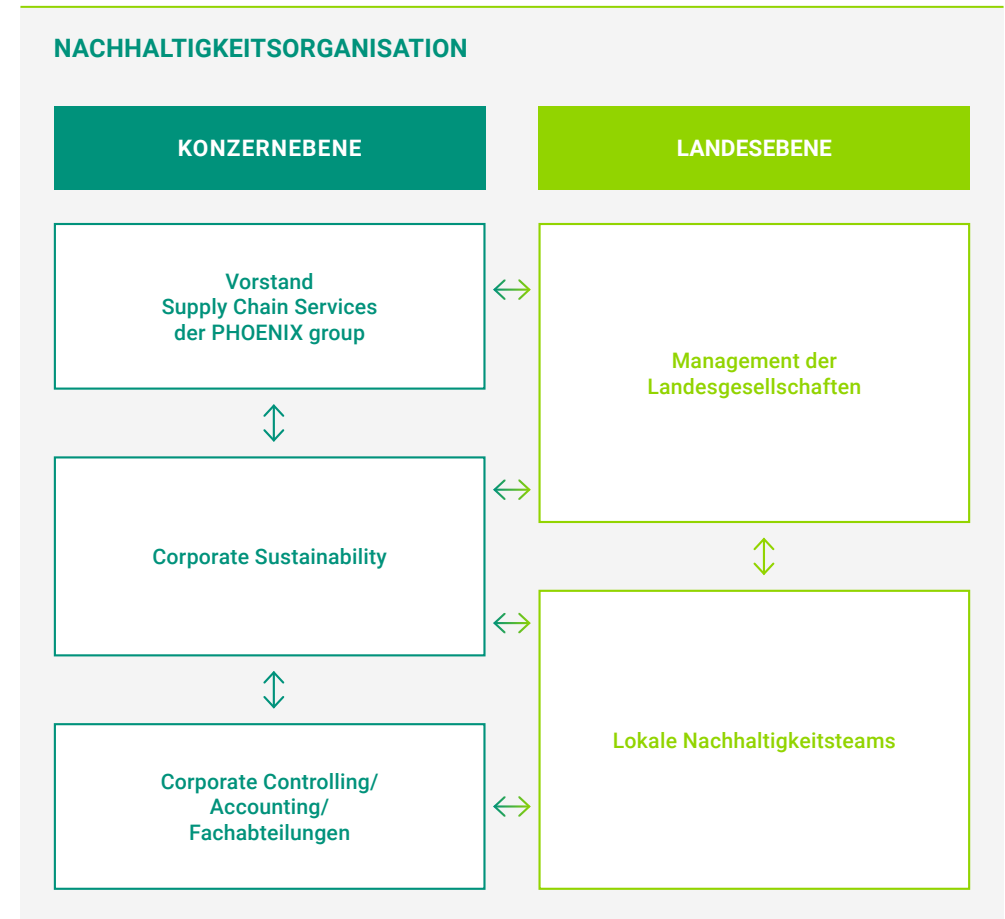 NACHHALTIGKEITSORGANISATION
KONZERNEBENE
LANDESEBENE
Vorstand
Supply Chain Services
der PHOENIX group
Management der
Landesgesellschaften
Corporate Sustainability
Lokale Nachhaltigkeitsteams
Corporate Controlling/
Accounting/
Fachabteilungen